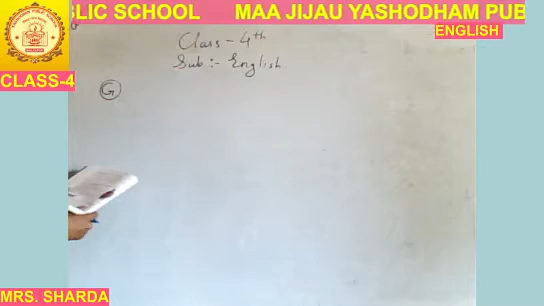 BLIC SCHOOL MAA JIJAU YASHODHAM PUB
ENGLISH
CLASS-4
Class - 4th
Sub :- English
G
MRS. SHARDA